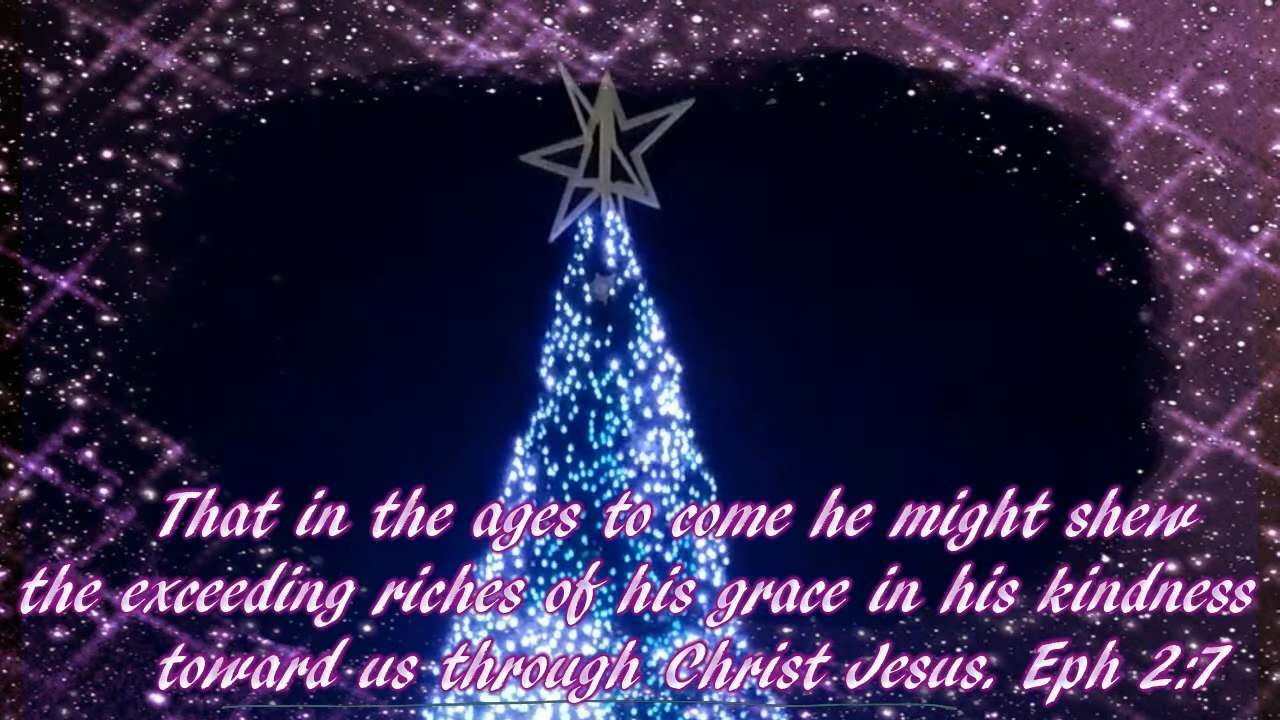 That in the ages to come he might shew
the exceeding riches of his grace in his kindness
toward us through Christ Jesus. Eph 2:7